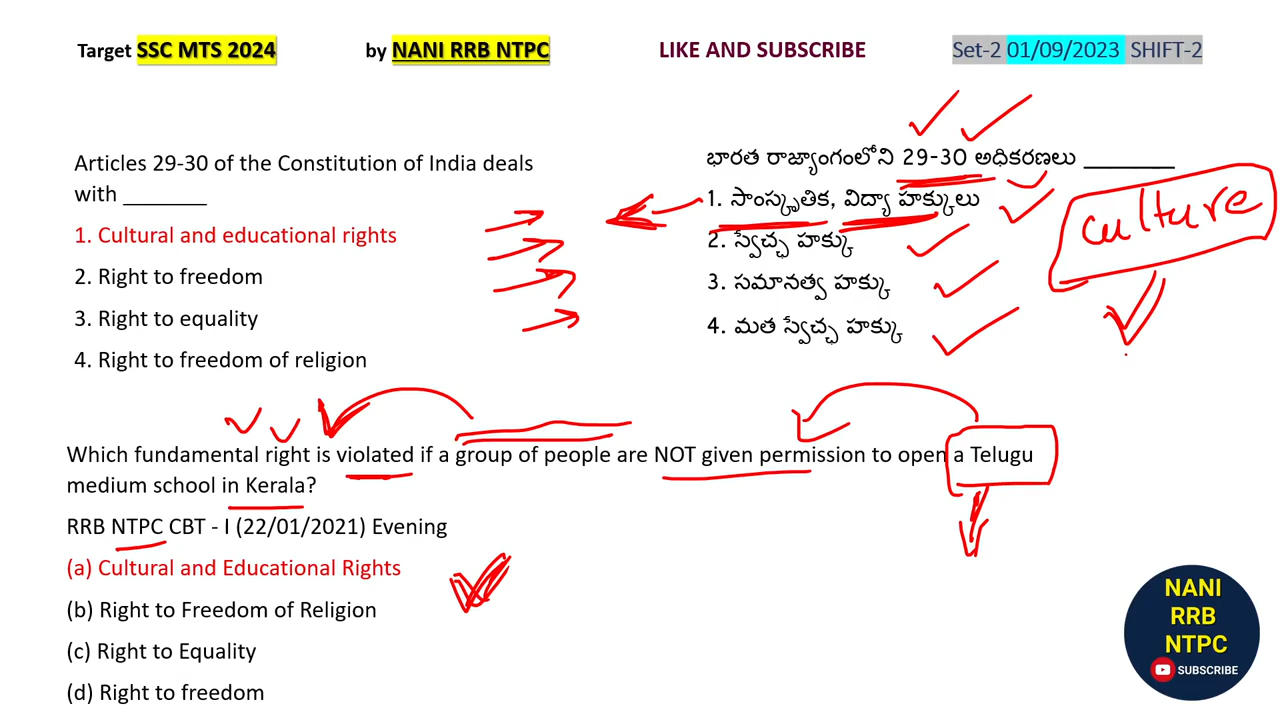 Target SSC MTS 2024 by NANI RRB NTPC LIKE AND SUBSCRIBE Set-2 01/09/2023 SHIFT-2
Articles 29-30 of the Constitution of India deals
with _______
1. Cultural and educational rights
2. Right to freedom
3. Right to equality
4. Right to freedom of religion
భారత రాజ్యాంగంలోని 29-30 అధికరణలు ________
1. సాంస్కృతిక, విద్యా హక్కులు
2. స్వేచ్ఛ హక్కు
3. సమానత్వ హక్కు
4. మత స్వేచ్ఛ హక్కు
culture
Which fundamental right is violated if a group of people are NOT given permission to open a Telugu
medium school in Kerala?
RRB NTPC CBT - I (22/01/2021) Evening
(a) Cultural and Educational Rights
(b) Right to Freedom of Religion
(c) Right to Equality
(d) Right to freedom
NANI
RRB
NTPC
SUBSCRIBE